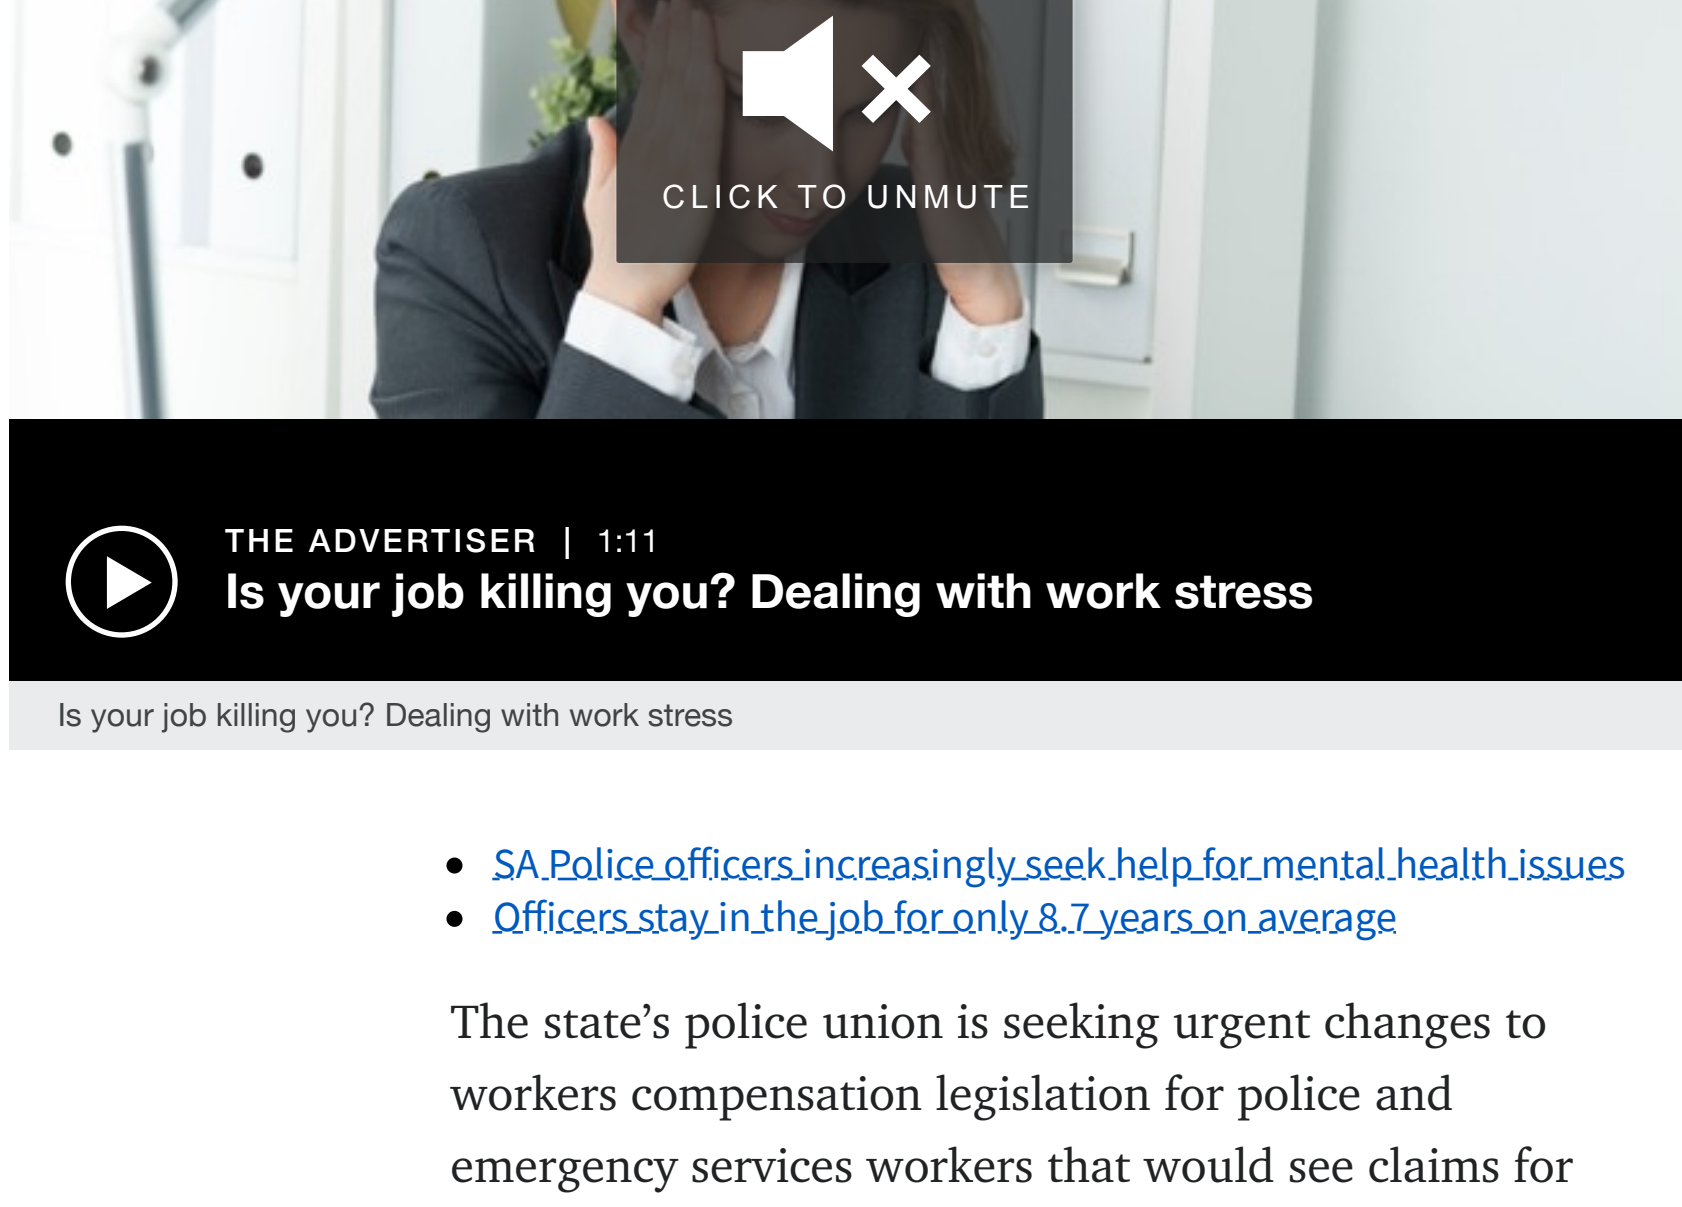 CLICK TO UNMUTE
THE ADVERTISER | 1:11
Is your job killing you? Dealing with work stress
Is your job killing you? Dealing with work stress
• SA Police officers increasingly seek help for mental health issues
• Officers stay in the job for only 8.7 years on average
The state’s police union is seeking urgent changes to
workers compensation legislation for police and
emergency services workers that would see claims for